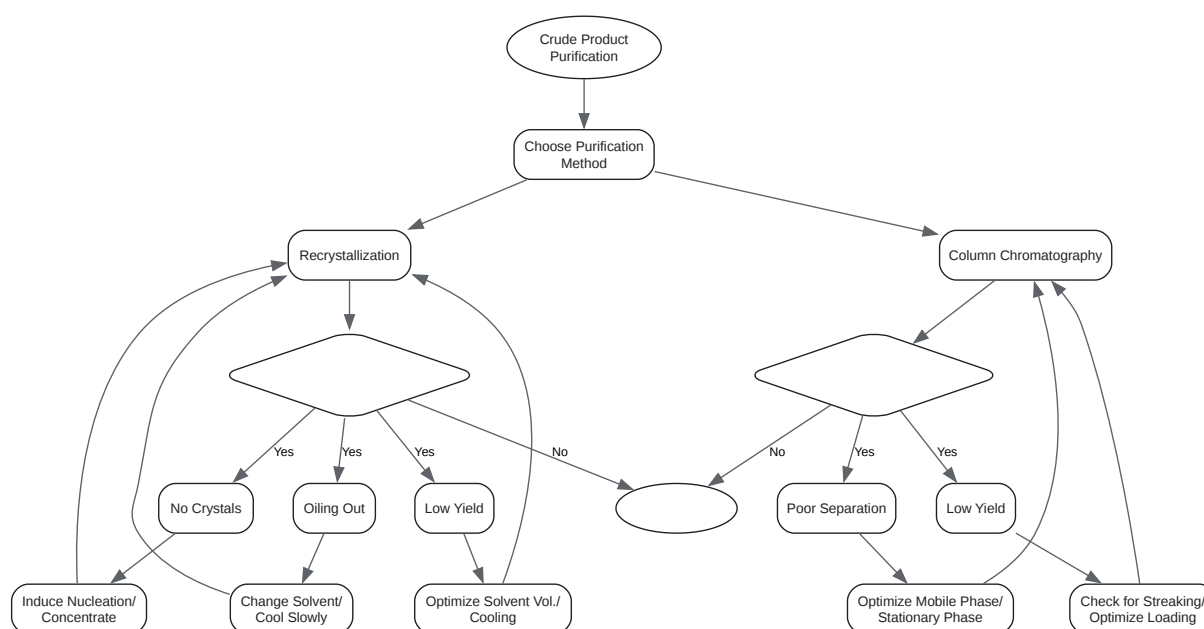 Crude Product
Purification
Choose Purification
Method
Recrystallization
Column Chromatography
Yes
Yes
Yes
No
No
Yes
Yes
No Crystals
Oiling Out
Low Yield
Poor Separation
Low Yield
Induce Nucleation/
Concentrate
Change Solvent/
Cool Slowly
Optimize Solvent Vol./
Cooling
Optimize Mobile Phase/
Stationary Phase
Check for Streaking/
Optimize Loading